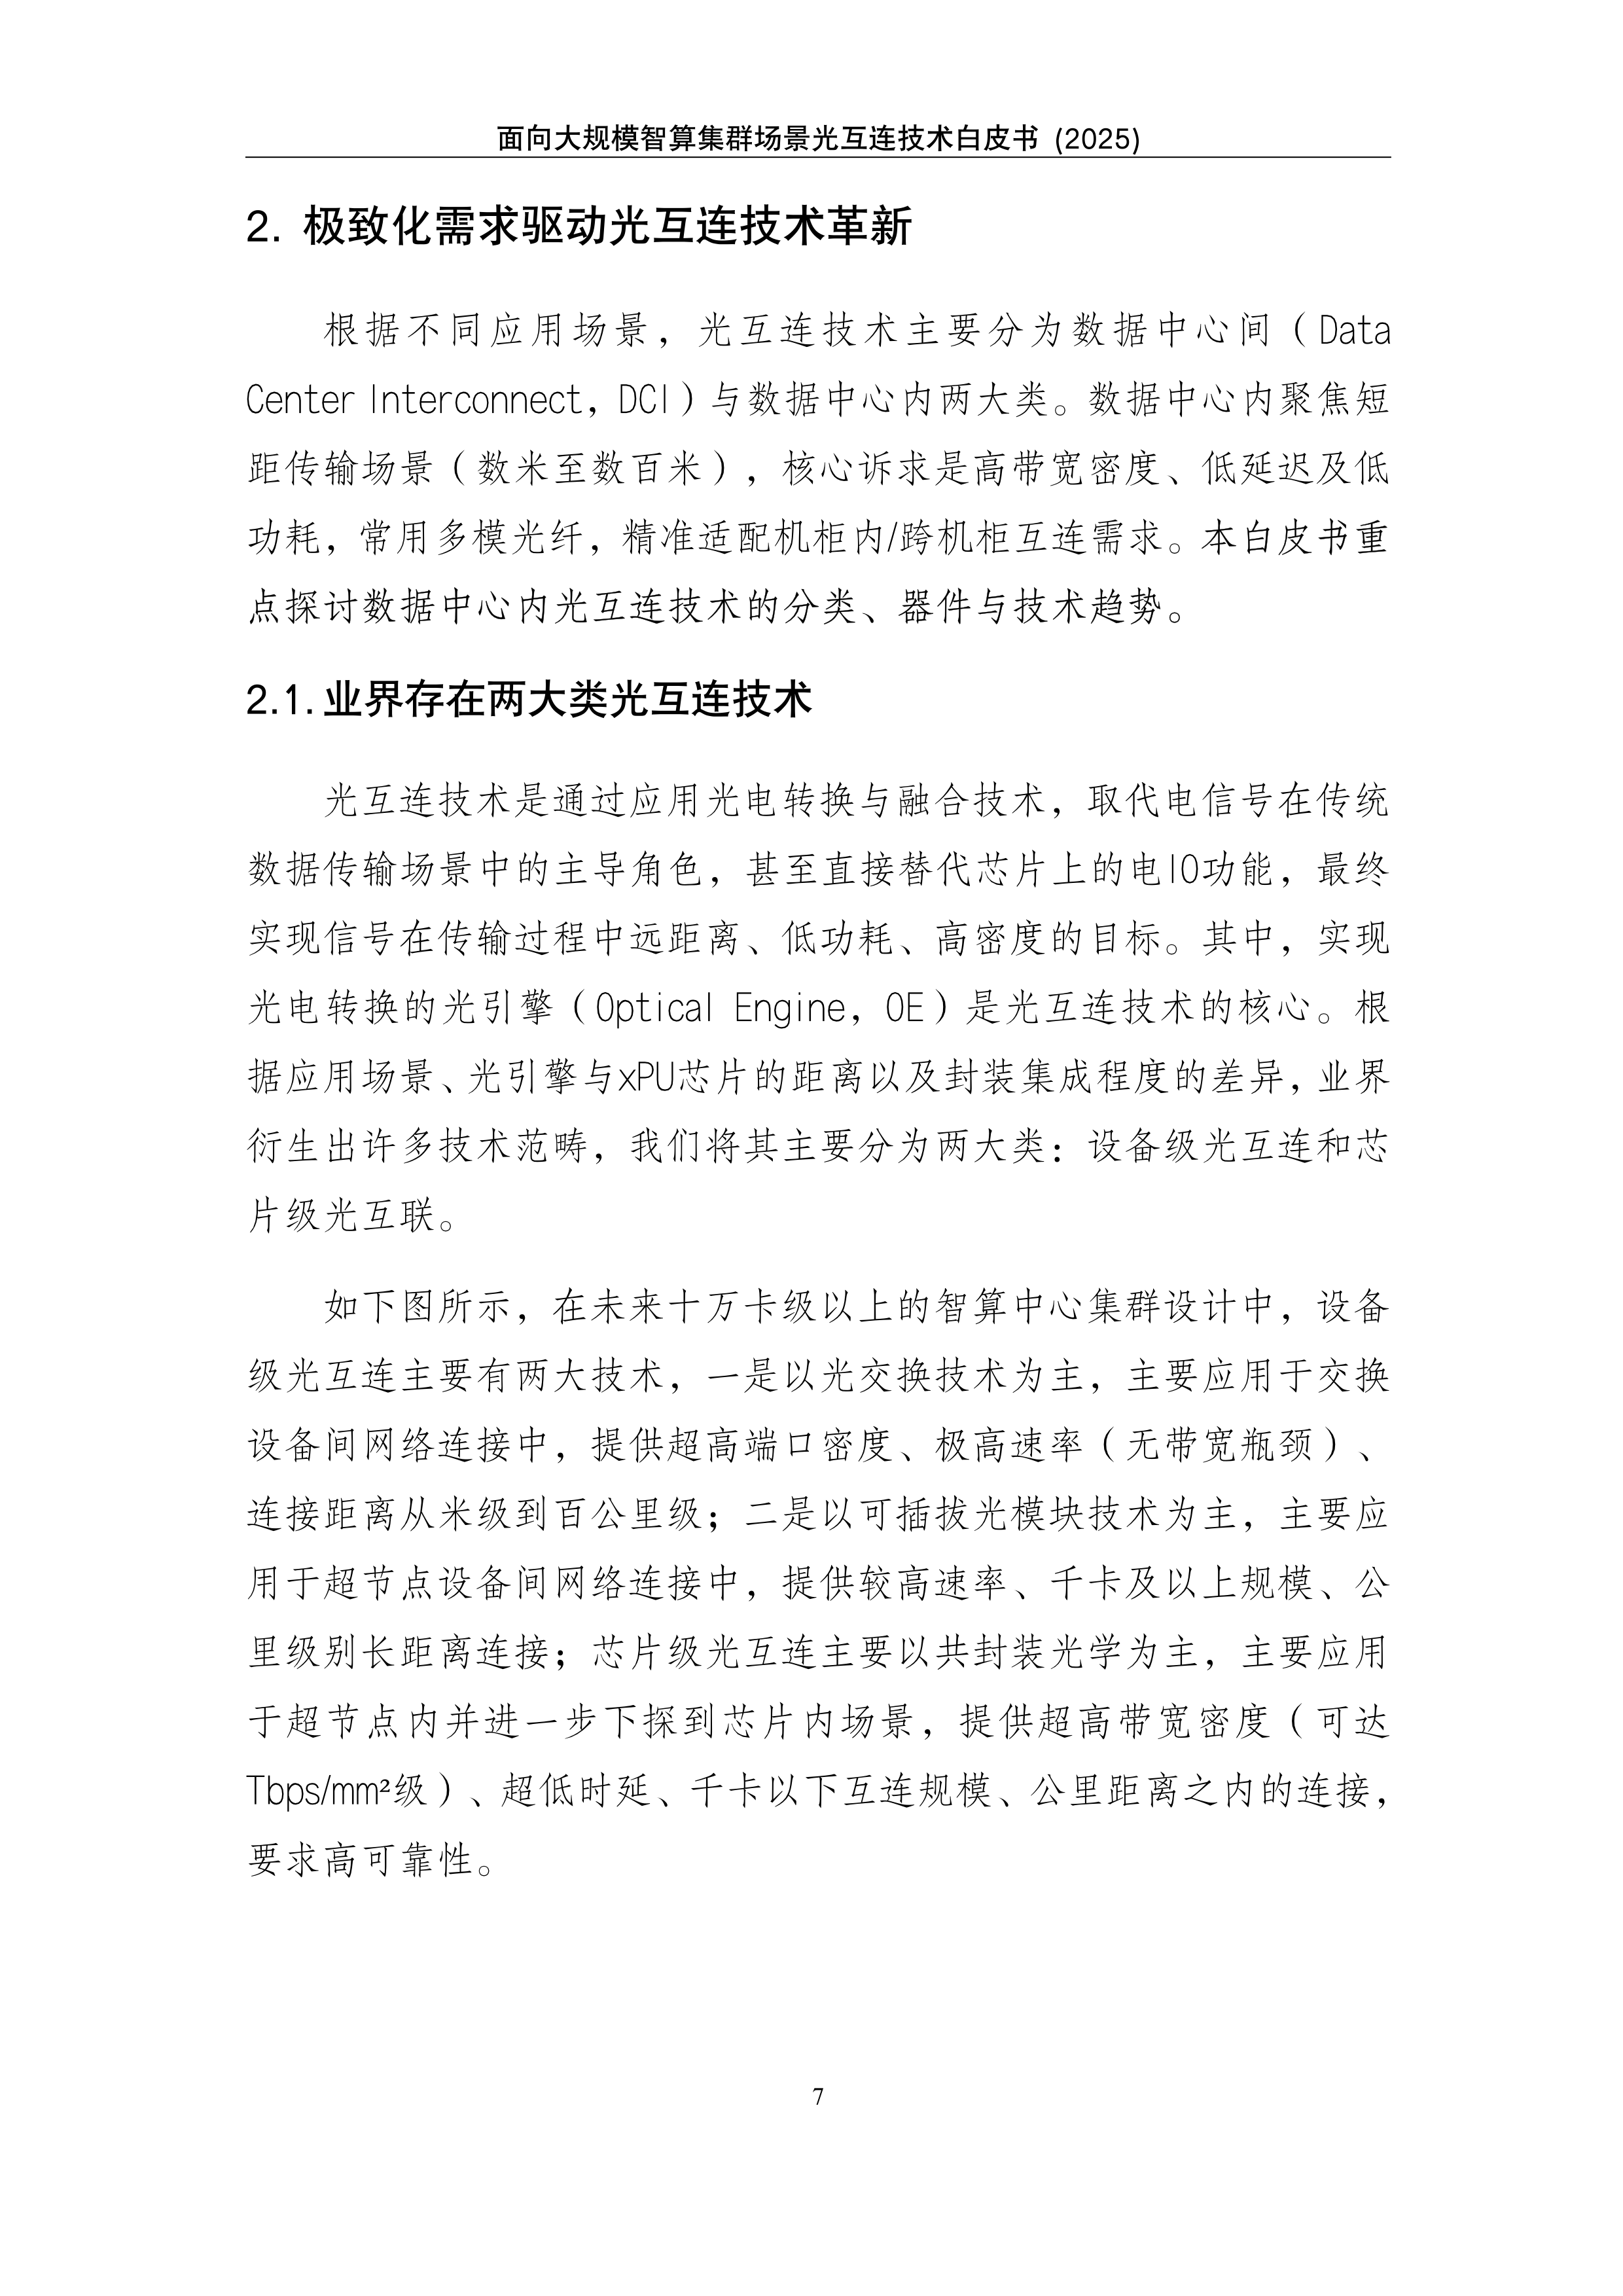 面向大规模智算集群场景光互连技术白皮书 (2025)
2. 极致化需求驱动光互连技术革新
根据不同应用场景，光互连技术主要分为数据中心间（Data
Center Interconnect，DCI）与数据中心内两大类。数据中心内聚焦短
距传输场景（数米至数百米），核心诉求是高带宽密度、低延迟及低
功耗，常用多模光纤，精准适配机柜内/跨机柜互连需求。本白皮书重
点探讨数据中心内光互连技术的分类、器件与技术趋势。
2.1. 业界存在两大类光互连技术
光互连技术是通过应用光电转换与融合技术，取代电信号在传统
数据传输场景中的主导角色，甚至直接替代芯片上的电IO功能，最终
实现信号在传输过程中远距离、低功耗、高密度的目标。其中，实现
光电转换的光引擎（Optical Engine，OE）是光互连技术的核心。根
据应用场景、光引擎与xPU芯片的距离以及封装集成程度的差异，业界
衍生出许多技术范畴，我们将其主要分为两大类：设备级光互连和芯
片级光互联。
如下图所示，在未来十万卡级以上的智算中心集群设计中，设备
级光互连主要有两大技术，一是以光交换技术为主，主要应用于交换
设备间网络连接中，提供超高端口密度、极高速率（无带宽瓶颈）、
连接距离从米级到百公里级；二是以可插拔光模块技术为主，主要应
用于超节点设备间网络连接中，提供较高速率、千卡及以上规模、公
里级别长距离连接；芯片级光互连主要以共封装光学为主，主要应用
于超节点内并进一步下探到芯片内场景，提供超高带宽密度（可达
Tbps/mm²级）、超低时延、千卡以下互连规模、公里距离之内的连接，
要求高可靠性。
7